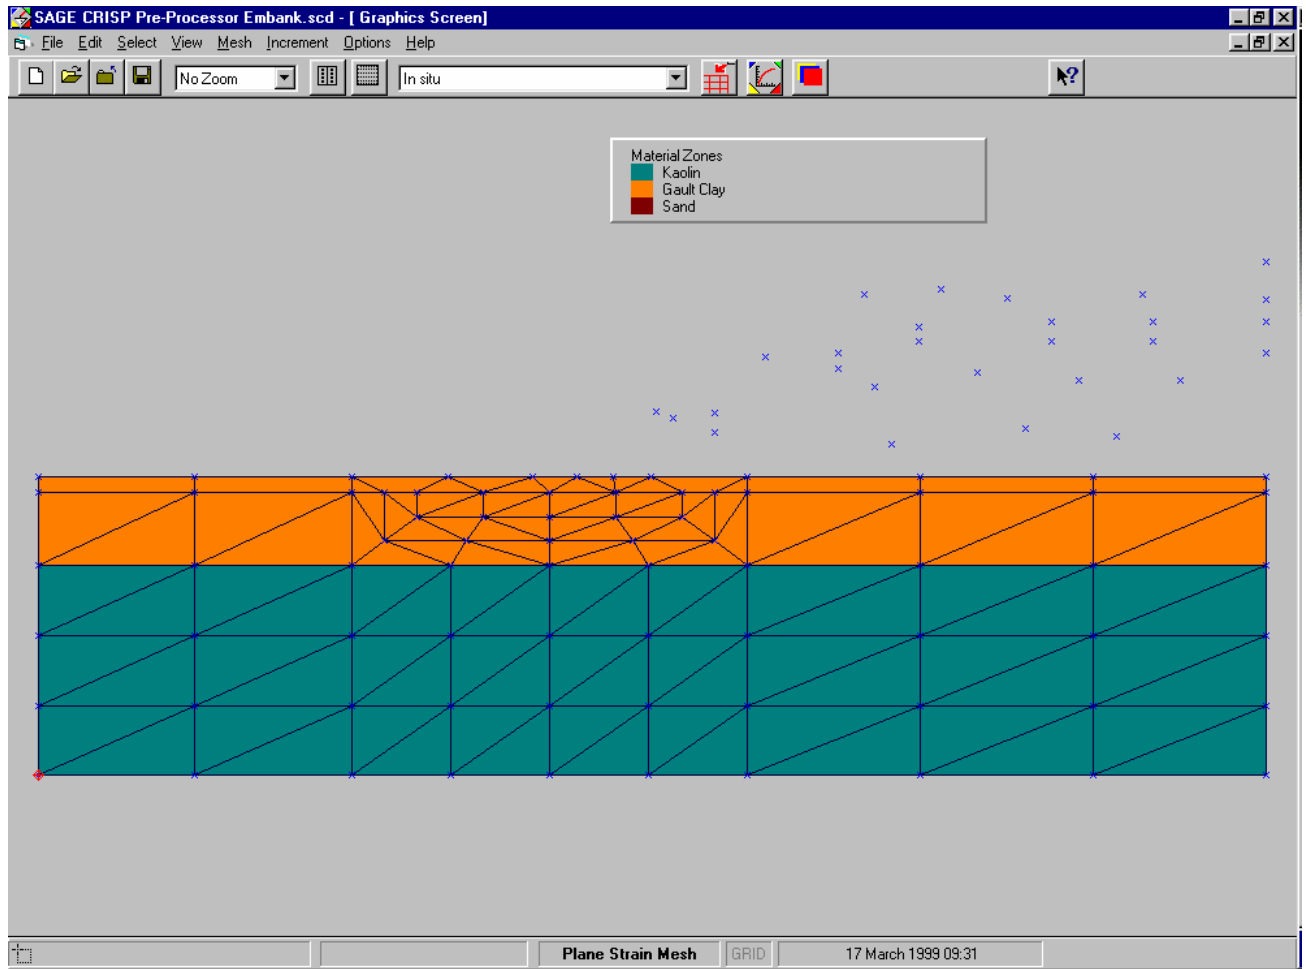 SAGE CRISP Pre-Processor Embank.scd - [ Graphics Screen]
File Edit Select View Mesh Increment Options Help
No Zoom In situ
Material Zones
Kaolin
Gault Clay
Sand
Plane Strain Mesh GRID 17 March 1999 09:31